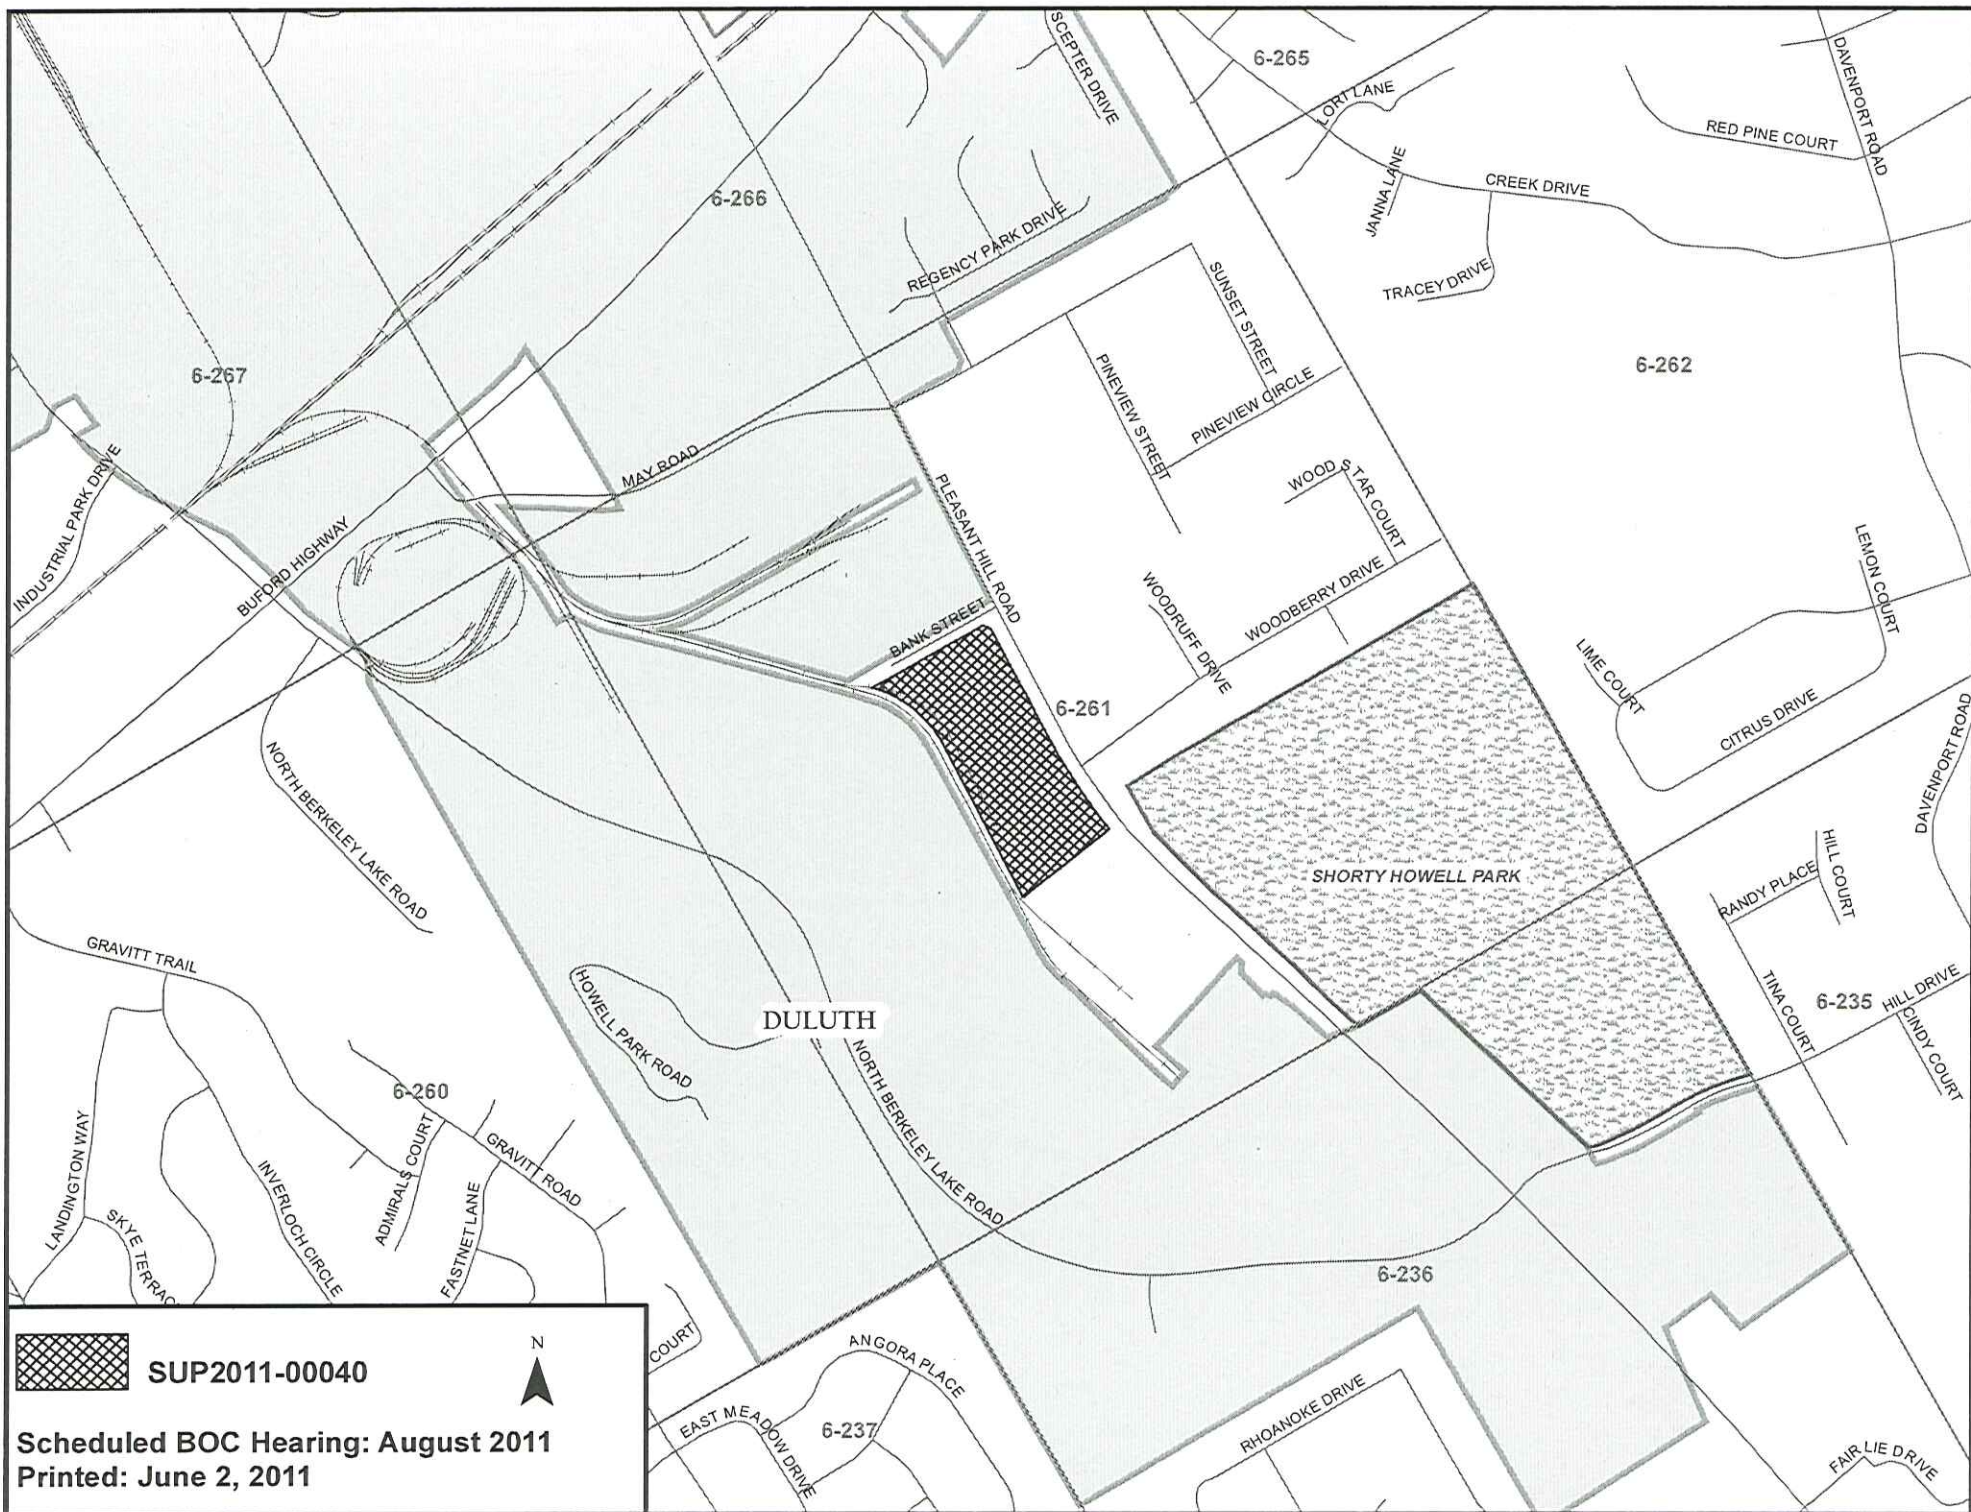 SCEPTER DRIVE
6-265
LORI LANE
DAVENPORT ROAD
RED PINE COURT
JANNA LANE
CREEK DRIVE
6-266
REGENCY PARK DRIVE
SUNSET STREET
TRACEY DRIVE
6-267
PINEVIEW STREET
PINEVIEW CIRCLE
6-262
INDUSTRIAL PARK DRIVE
MAY ROAD
PLEASANT HILL ROAD
WOOD STAR COURT
BUFORD HIGHWAY
LEMON COURT
BANK STREET
WOODRUFF DRIVE
WOODBERRY DRIVE
LIME COURT
6-261
CITRUS DRIVE
DAVENPORT ROAD
NORTH BERKELEY LAKE ROAD
SHORTY HOWELL PARK
RANDY PLACE
HILL COURT
GRAVITT TRAIL
HOWELL PARK ROAD
DULUTH
TINA COURT
6-235
HILL DRIVE
CINDY COURT
NORTH BERKELEY LAKE ROAD
6-260
LANDINGTON WAY
ADMIRALS COURT
GRAVITT ROAD
INVERLOCH CIRCLE
SKYE TERRAC
FASTNET LANE
6-236
COURT
ANGORA PLACE
EAST MEADOW DRIVE
6-237
RHOANOKE DRIVE
FAIR LIE DRIVE
N
SUP2011-00040
Scheduled BOC Hearing: August 2011
Printed: June 2, 2011